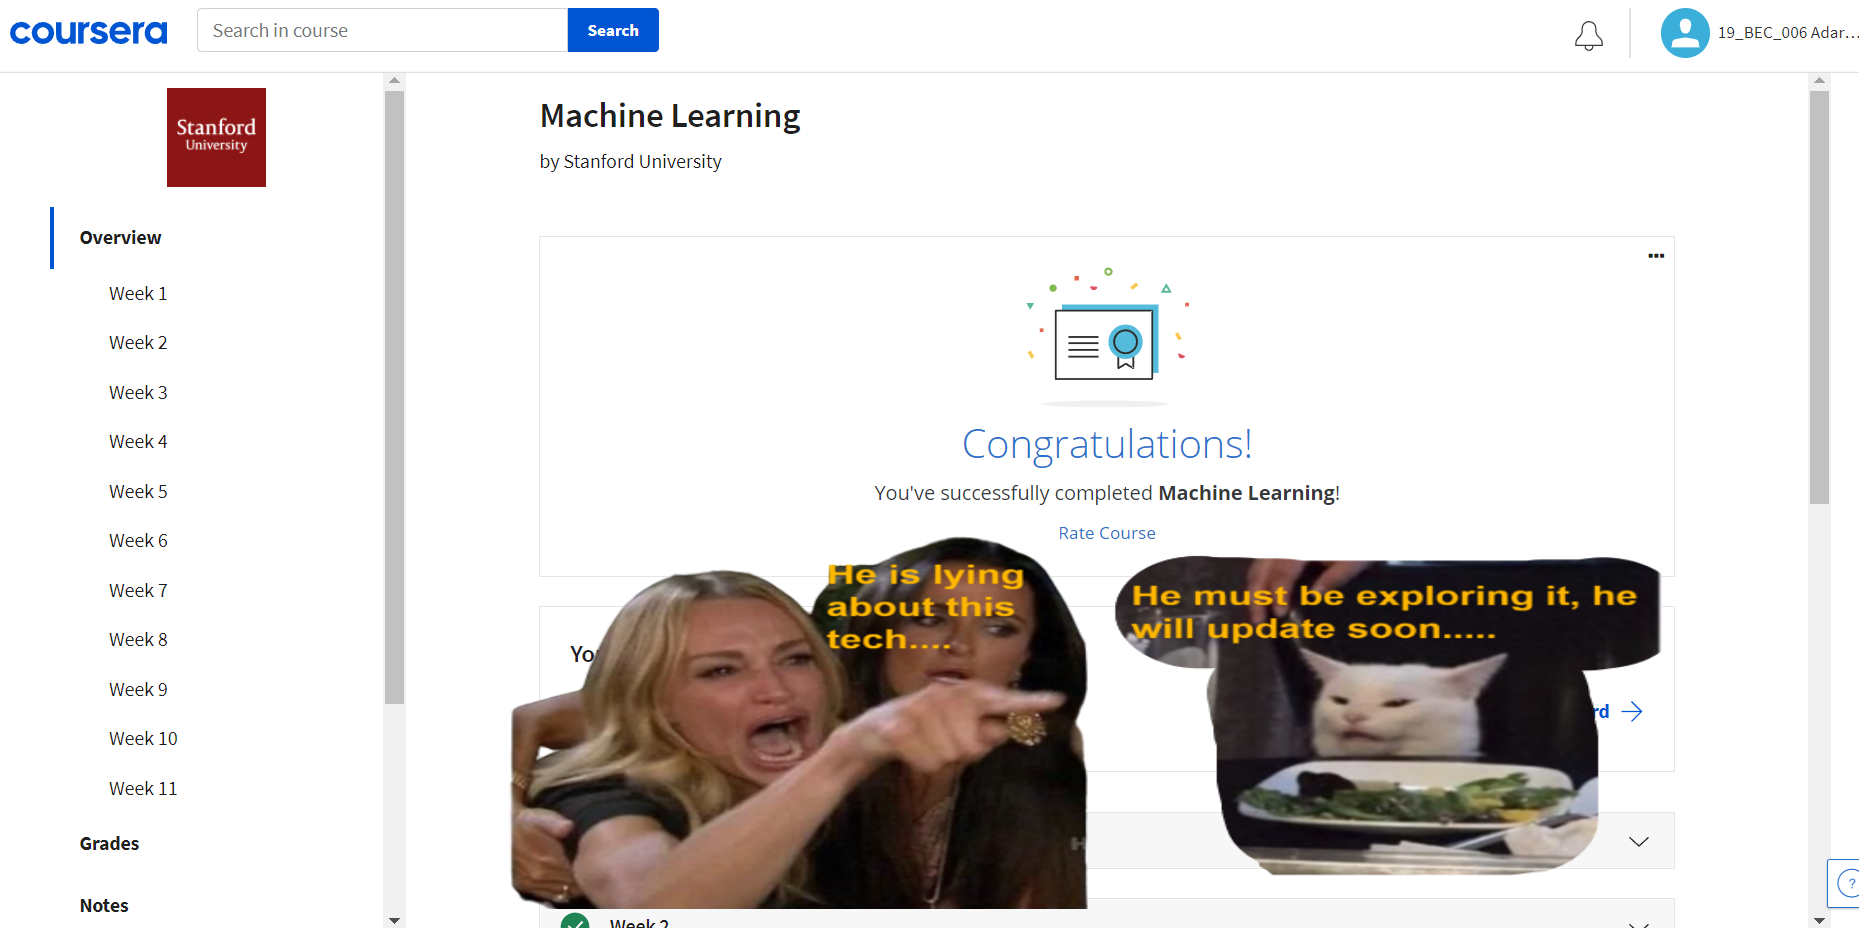 coursera
Search in course
Search
19_BEC_006 Adar...
Stanford
University
Overview
Week 1
Week 2
Week 3
Week 4
Week 5
Week 6
Week 7
Week 8
Week 9
Week 10
Week 11
Grades
Notes
Machine Learning
by Stanford University
Congratulations!
You've successfully completed Machine Learning!
Rate Course
He is lying
about this
tech....
He must be exploring it, he
will update soon.....
Yo
rd
Week 2
?